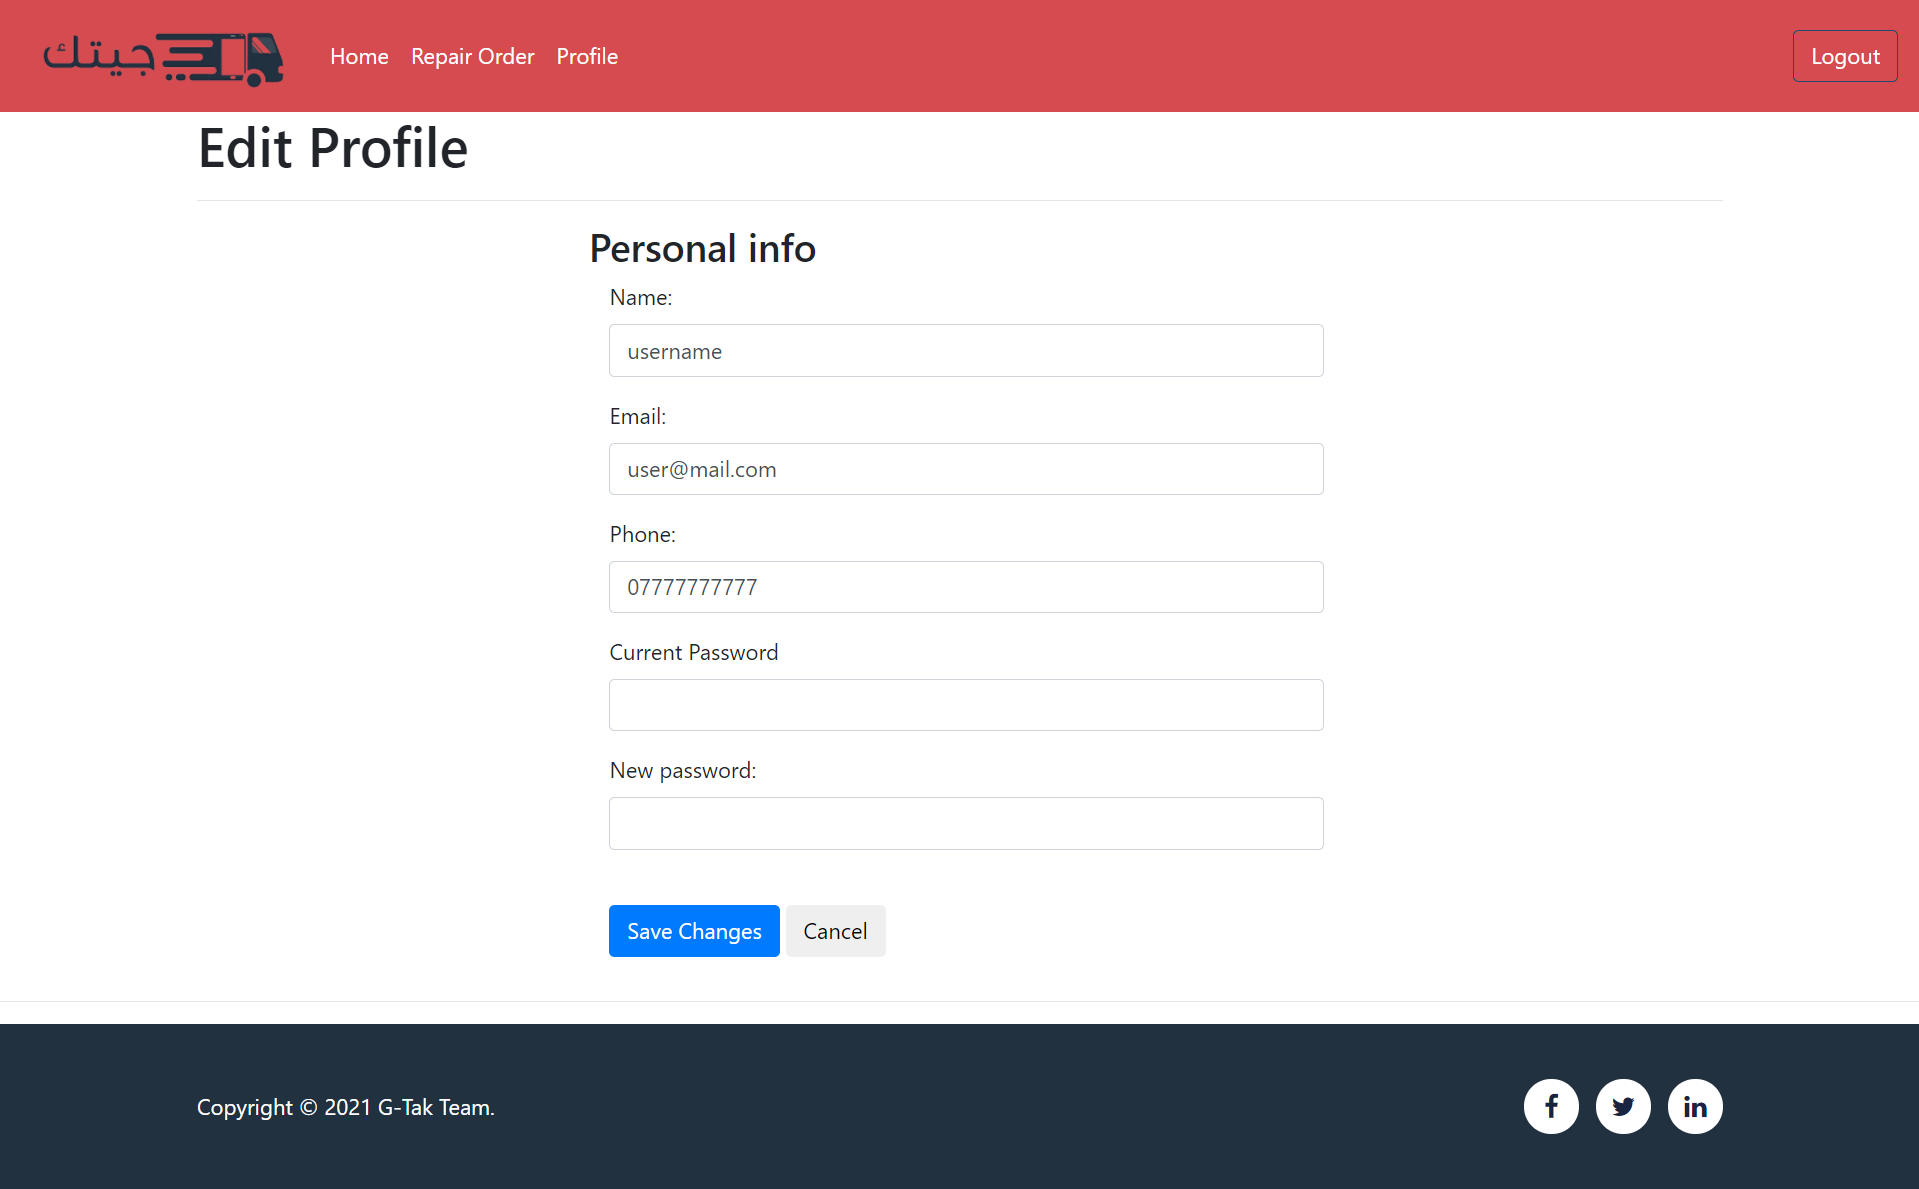 جيتك
Home Repair Order Profile
Logout
Edit Profile
Personal info
Name:
username
Email:
user@mail.com
Phone:
07777777777
Current Password
New password:
Save Changes Cancel
Copyright © 2021 G-Tak Team.